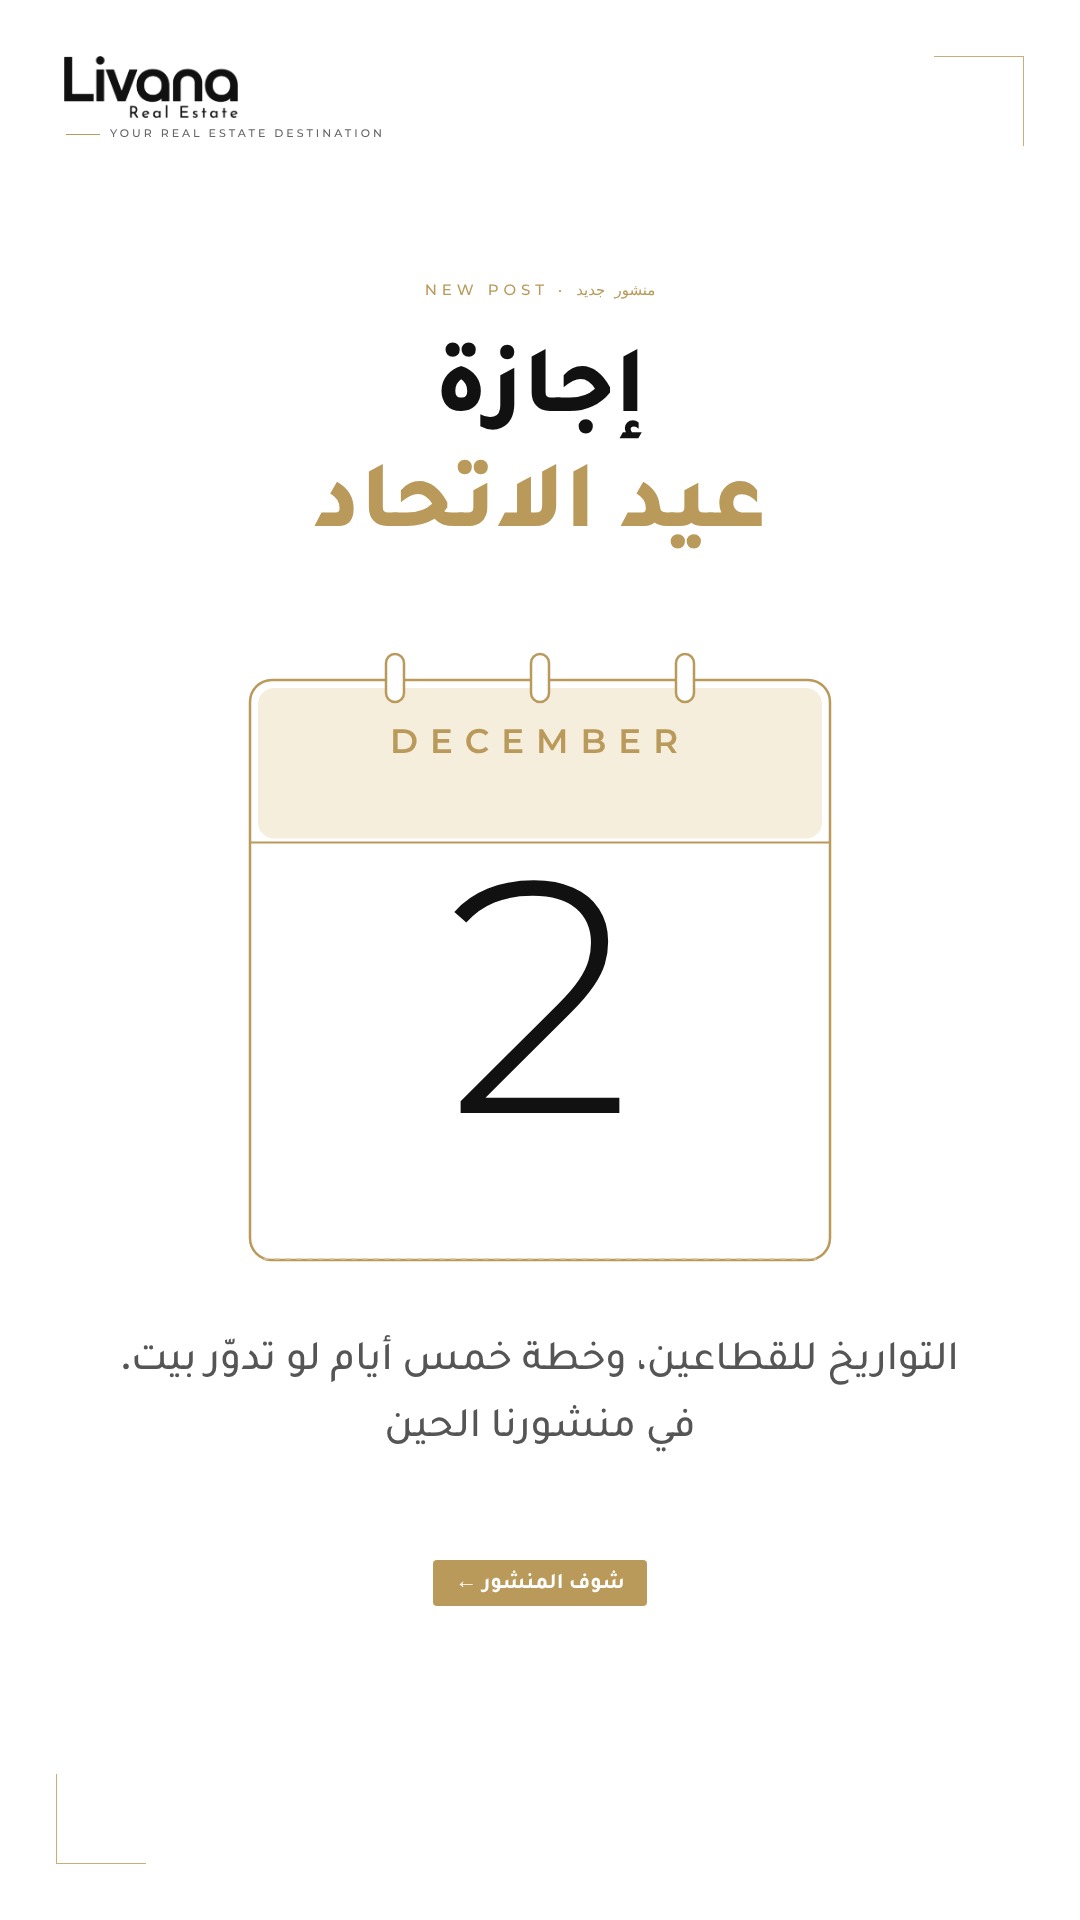 Livana
Real Estate
YOUR REAL ESTATE DESTINATION
NEW POST · منشور جديد
إجازة
عيد الاتحاد
DECEMBER
2
التواريخ للقطاعين، وخطة خمس أيام لو تدوّر بيت.
في منشورنا الحين
شوف المنشور ←